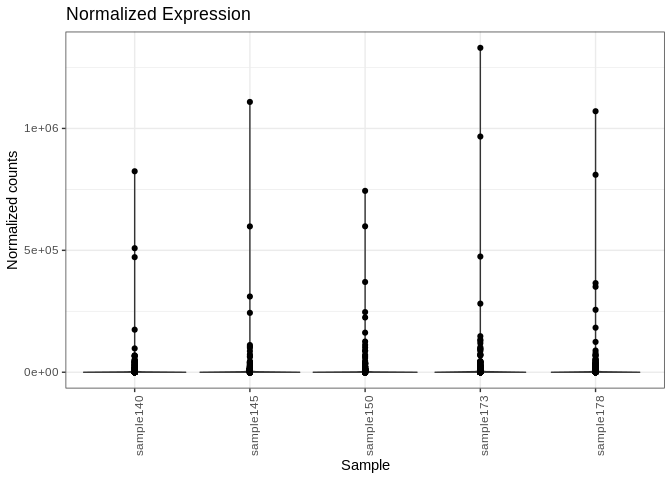 Normalized Expression
Normalized counts
1e+06
5e+05
0e+00
sample140
sample145
sample150
sample173
sample178
Sample